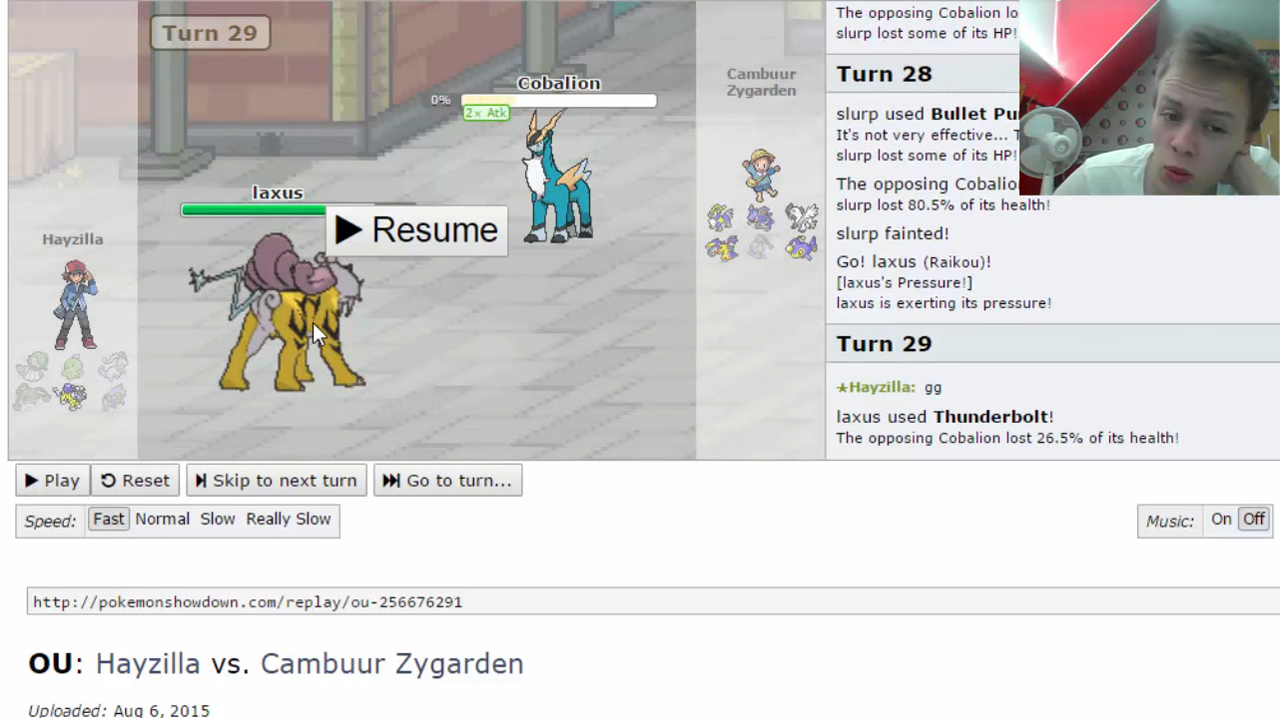 Turn 29
Cobalion
0%
2x Atk
laxus
Resume
Hayzilla
Cambuur
Zygarden
The opposing Cobalion lo
slurp lost some of its HP!
Turn 28
slurp used Bullet Pu
It's not very effective... T
slurp lost some of its HP!
The opposing Cobalion
slurp lost 80.5% of its health!
slurp fainted!
Go! laxus (Raikou)!
[laxus's Pressure!]
laxus is exerting its pressure!
Turn 29
★Hayzilla: gg
laxus used Thunderbolt!
The opposing Cobalion lost 26.5% of its health!
Play Reset Skip to next turn Go to turn...
Speed: Fast Normal Slow Really Slow Music: On Off
http://pokemonshowdown.com/replay/ou-256676291
OU: Hayzilla vs. Cambuur Zygarden
Uploaded: Aug 6, 2015